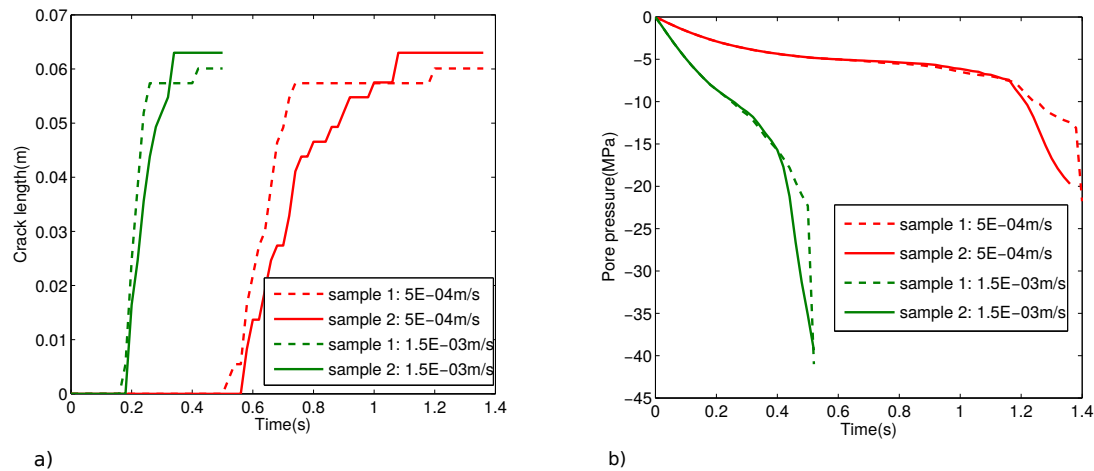 0.07
0.06
0.05
0.04
0.03
0.02
0.01
0
Crack length(m)
0 0.2 0.4 0.6 0.8 1 1.2 1.4
Time(s)
sample 1: 5E−04m/s
sample 2: 5E−04m/s
sample 1: 1.5E−03m/s
sample 2: 1.5E−03m/s
a)
0
−5
−10
−15
−20
−25
−30
−35
−40
−45
Pore pressure(MPa)
0 0.2 0.4 0.6 0.8 1 1.2 1.4
Time(s)
sample 1: 5E−04m/s
sample 2: 5E−04m/s
sample 1: 1.5E−03m/s
sample 2: 1.5E−03m/s
b)